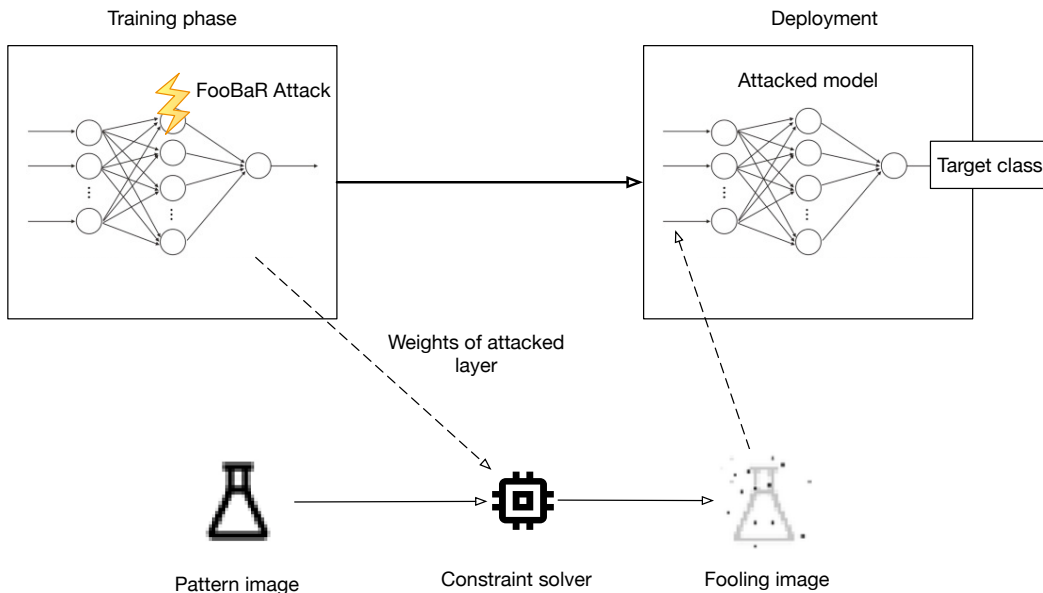 Training phase
Deployment
FooBaR Attack
Attacked model
Target class
Weights of attacked
layer
Pattern image
Constraint solver
Fooling image